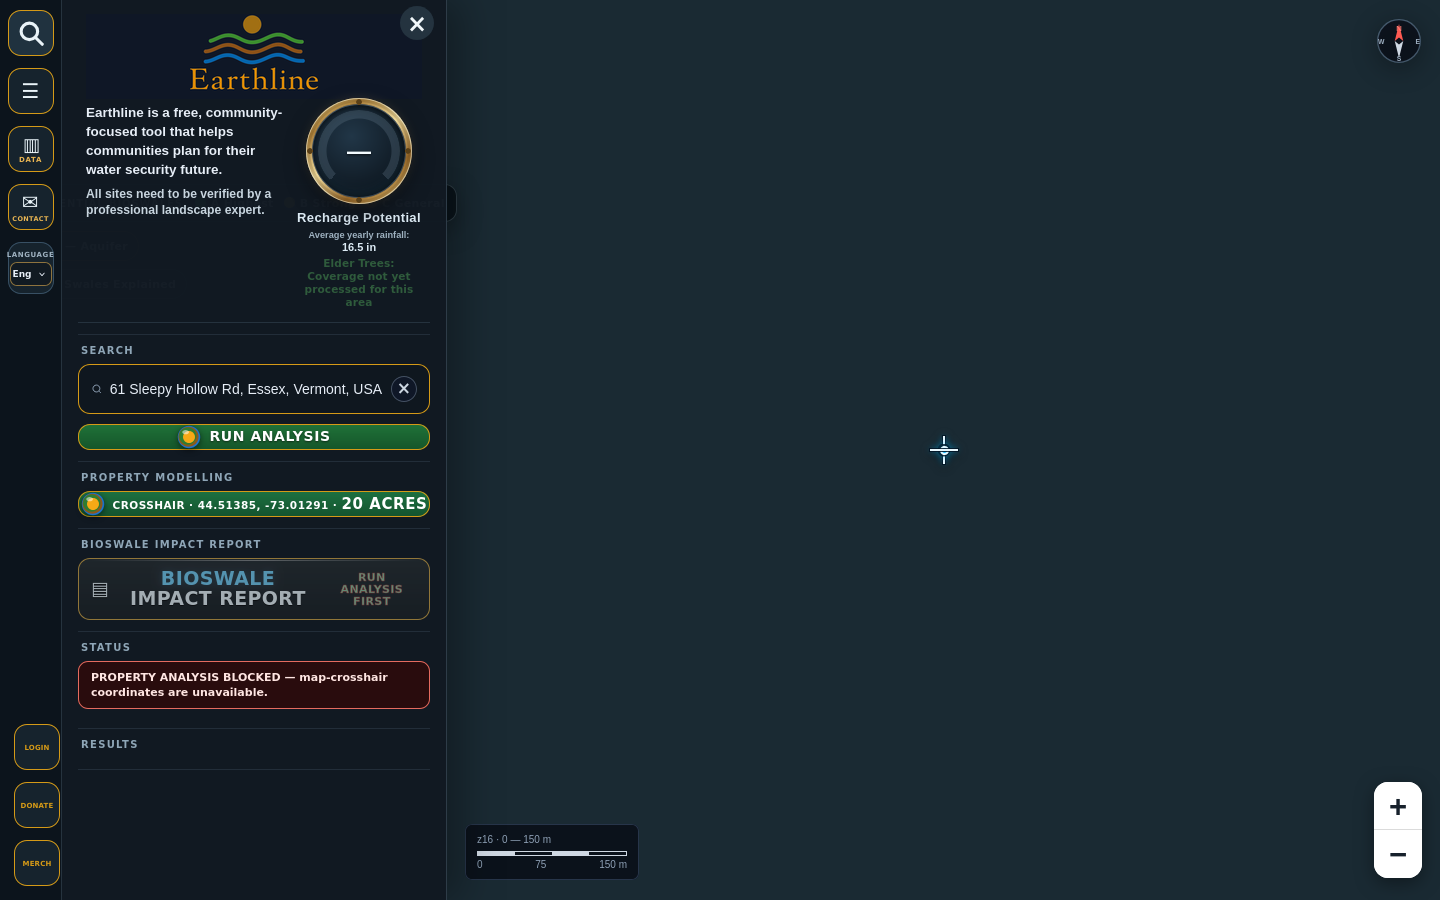 DATA
CONTACT
LANGUAGE
Eng
LOGIN
DONATE
MERCH
Earthline
Earthline is a free, community-
focused tool that helps
communities plan for their
water security future.
All sites need to be verified by a
professional landscape expert.
—
Recharge Potential
Average yearly rainfall:
16.5 in
Elder Trees:
Coverage not yet
processed for this
area
SEARCH
61 Sleepy Hollow Rd, Essex, Vermont, USA
RUN ANALYSIS
PROPERTY MODELLING
CROSSHAIR · 44.51385, -73.01291 · 20 ACRES
BIOSWALE IMPACT REPORT
BIOSWALE
IMPACT REPORT
RUN
ANALYSIS
FIRST
STATUS
PROPERTY ANALYSIS BLOCKED — map-crosshair
coordinates are unavailable.
RESULTS
N
W E
S
z16 · 0 — 150 m
0 75 150 m
+
−